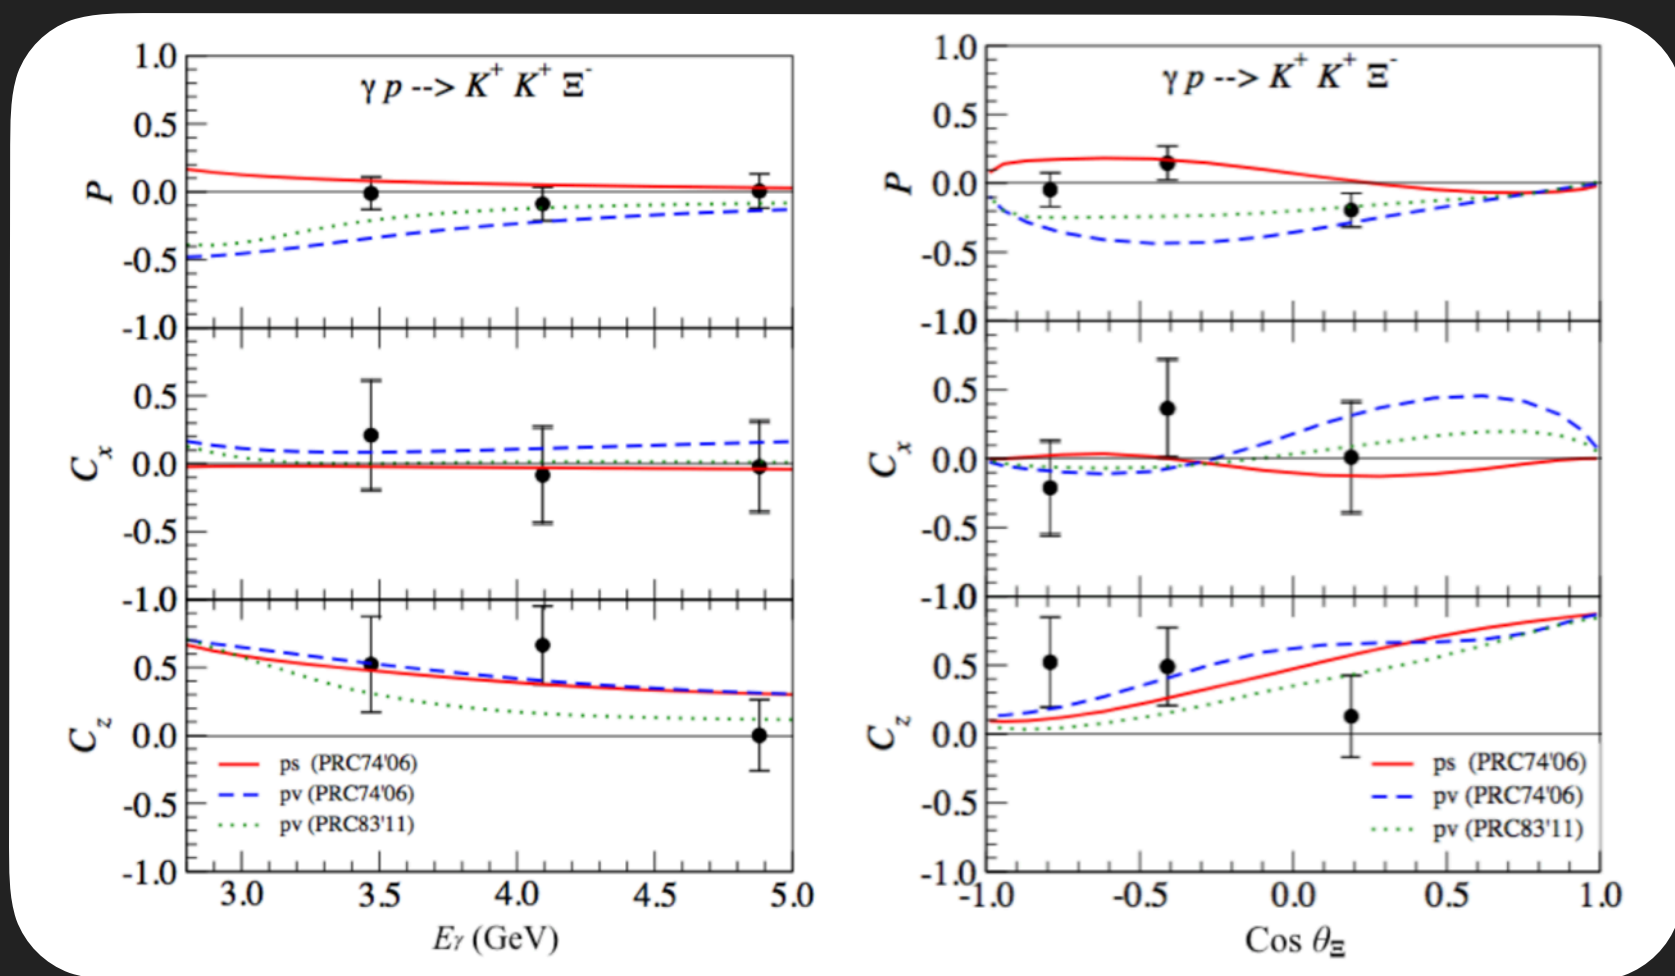 γ p --> K⁺ K⁺ Ξ⁻
1.0
0.5
0.0
-0.5
-1.0
P
0.5
0.0
-0.5
-1.0
Cₓ
0.5
0.0
-0.5
-1.0
C_z
ps (PRC74'06)
pv (PRC74'06)
pv (PRC83'11)
3.0 3.5 4.0 4.5 5.0
Eγ (GeV)
γ p --> K⁺ K⁺ Ξ⁻
1.0
0.5
0.0
-0.5
-1.0
P
0.5
0.0
-0.5
-1.0
Cₓ
0.5
0.0
-0.5
-1.0
C_z
ps (PRC74'06)
pv (PRC74'06)
pv (PRC83'11)
-1.0 -0.5 0.0 0.5 1.0
Cos θ_Ξ